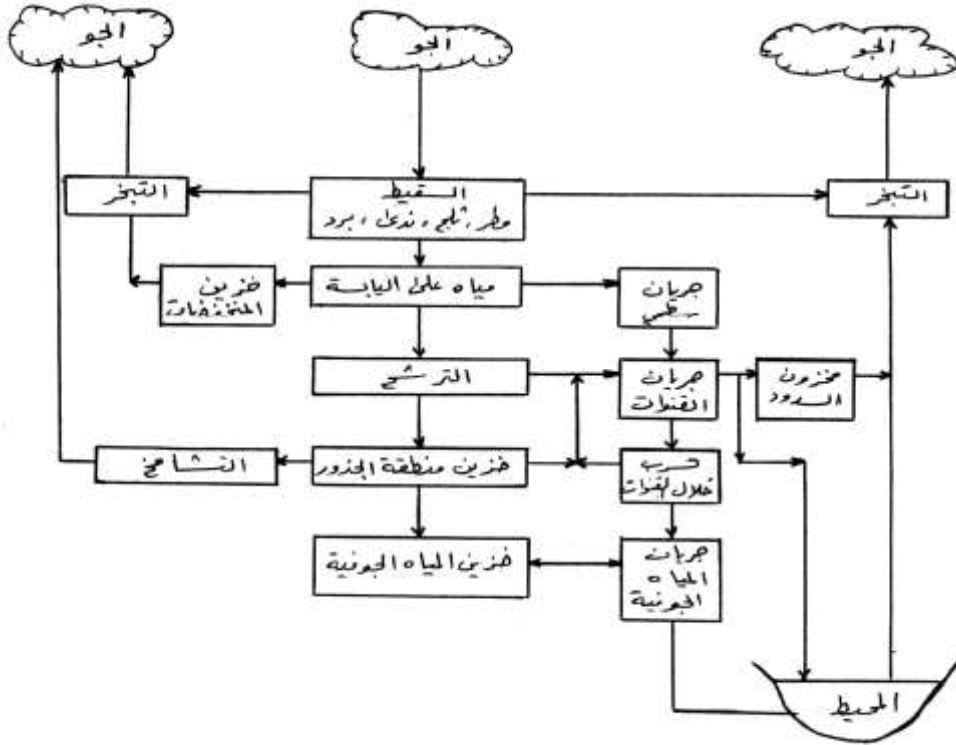 الجو
الجو
الجو
التبخر
السقيط
مطر، ثلج، ندى، برد
التبخر
خزين
المنخفضات
مياه على اليابسة
جريان
سطحي
الترشح
جريان
القنوات
مخزون
السدود
النتح
خزين منطقة الجذور
تسرب
خلال القنوات
خزين المياه الجوفية
جريان
المياه
الجوفية
المحيط